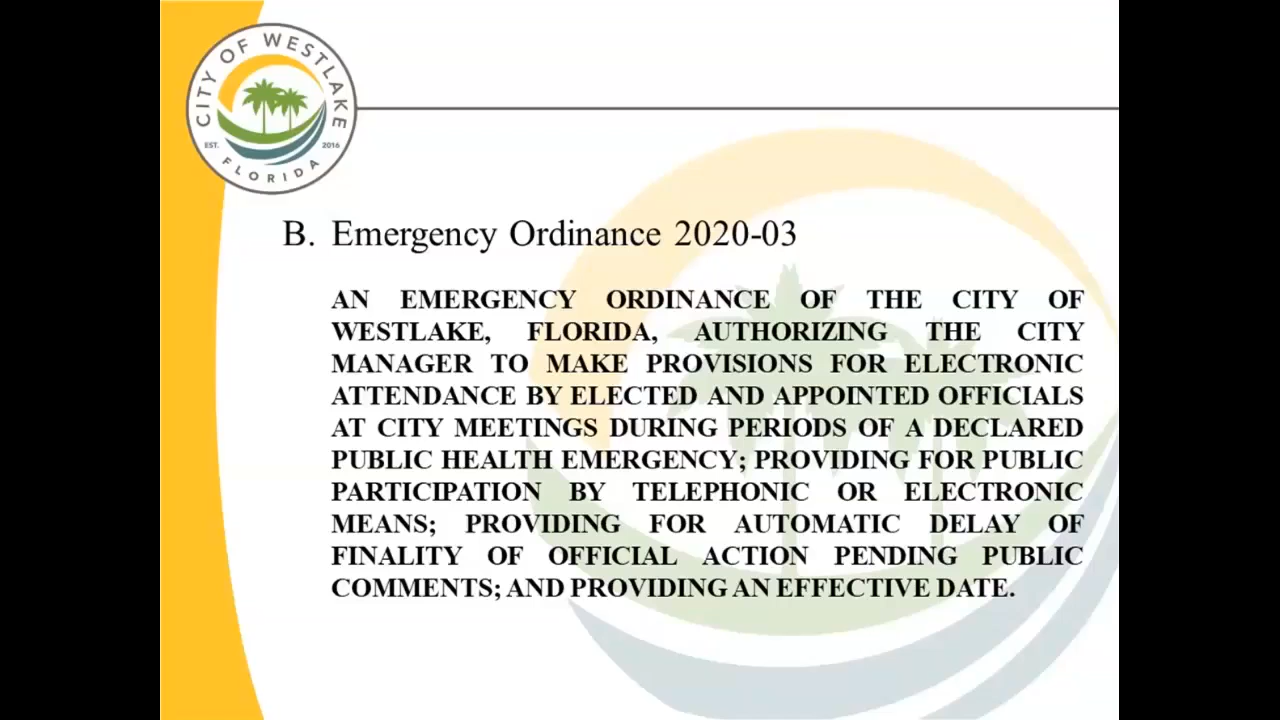 CITY OF WESTLAKE
EST. 2016
FLORIDA
B. Emergency Ordinance 2020-03
AN EMERGENCY ORDINANCE OF THE CITY OF
WESTLAKE, FLORIDA, AUTHORIZING THE CITY
MANAGER TO MAKE PROVISIONS FOR ELECTRONIC
ATTENDANCE BY ELECTED AND APPOINTED OFFICIALS
AT CITY MEETINGS DURING PERIODS OF A DECLARED
PUBLIC HEALTH EMERGENCY; PROVIDING FOR PUBLIC
PARTICIPATION BY TELEPHONIC OR ELECTRONIC
MEANS; PROVIDING FOR AUTOMATIC DELAY OF
FINALITY OF OFFICIAL ACTION PENDING PUBLIC
COMMENTS; AND PROVIDING AN EFFECTIVE DATE.